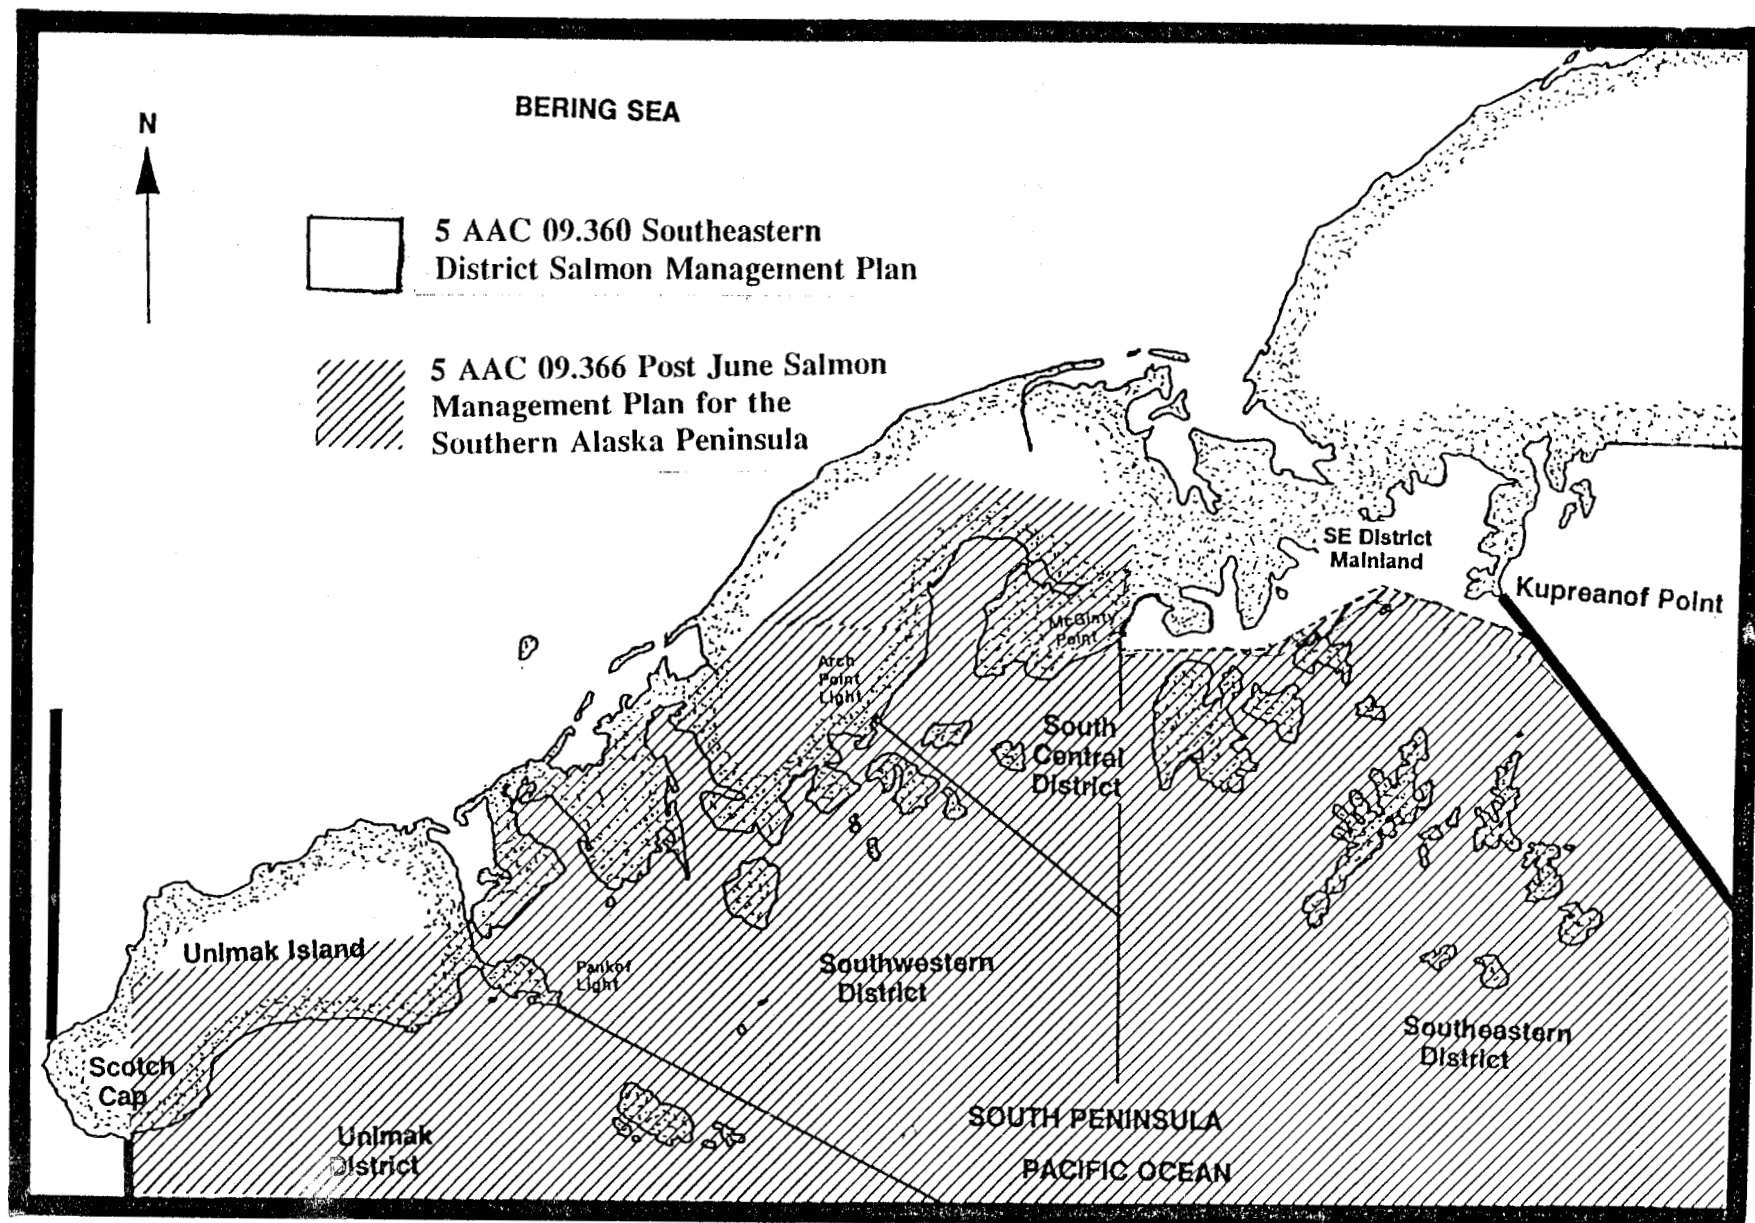 BERING SEA
N
5 AAC 09.360 Southeastern
District Salmon Management Plan
5 AAC 09.366 Post June Salmon
Management Plan for the
Southern Alaska Peninsula
SE District
Mainland
Kupreanof Point
McGinty
Point
Arch
Point
Light
South
Central
District
Unimak Island
Pankof
Light
Southwestern
District
Scotch
Cap
Southeastern
District
Unimak
District
SOUTH PENINSULA
PACIFIC OCEAN